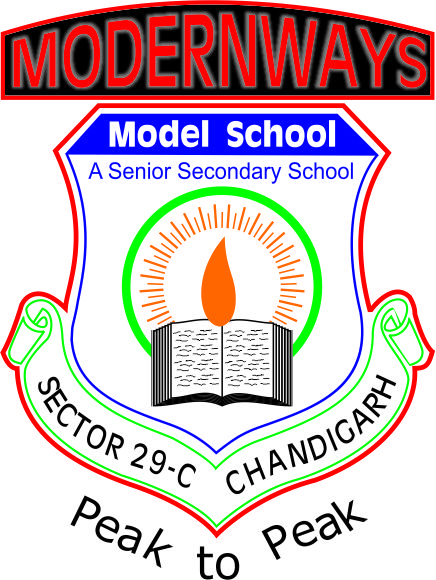 MODERNWAYS
Model School
A Senior Secondary School
SECTOR 29-C CHANDIGARH
Peak to Peak